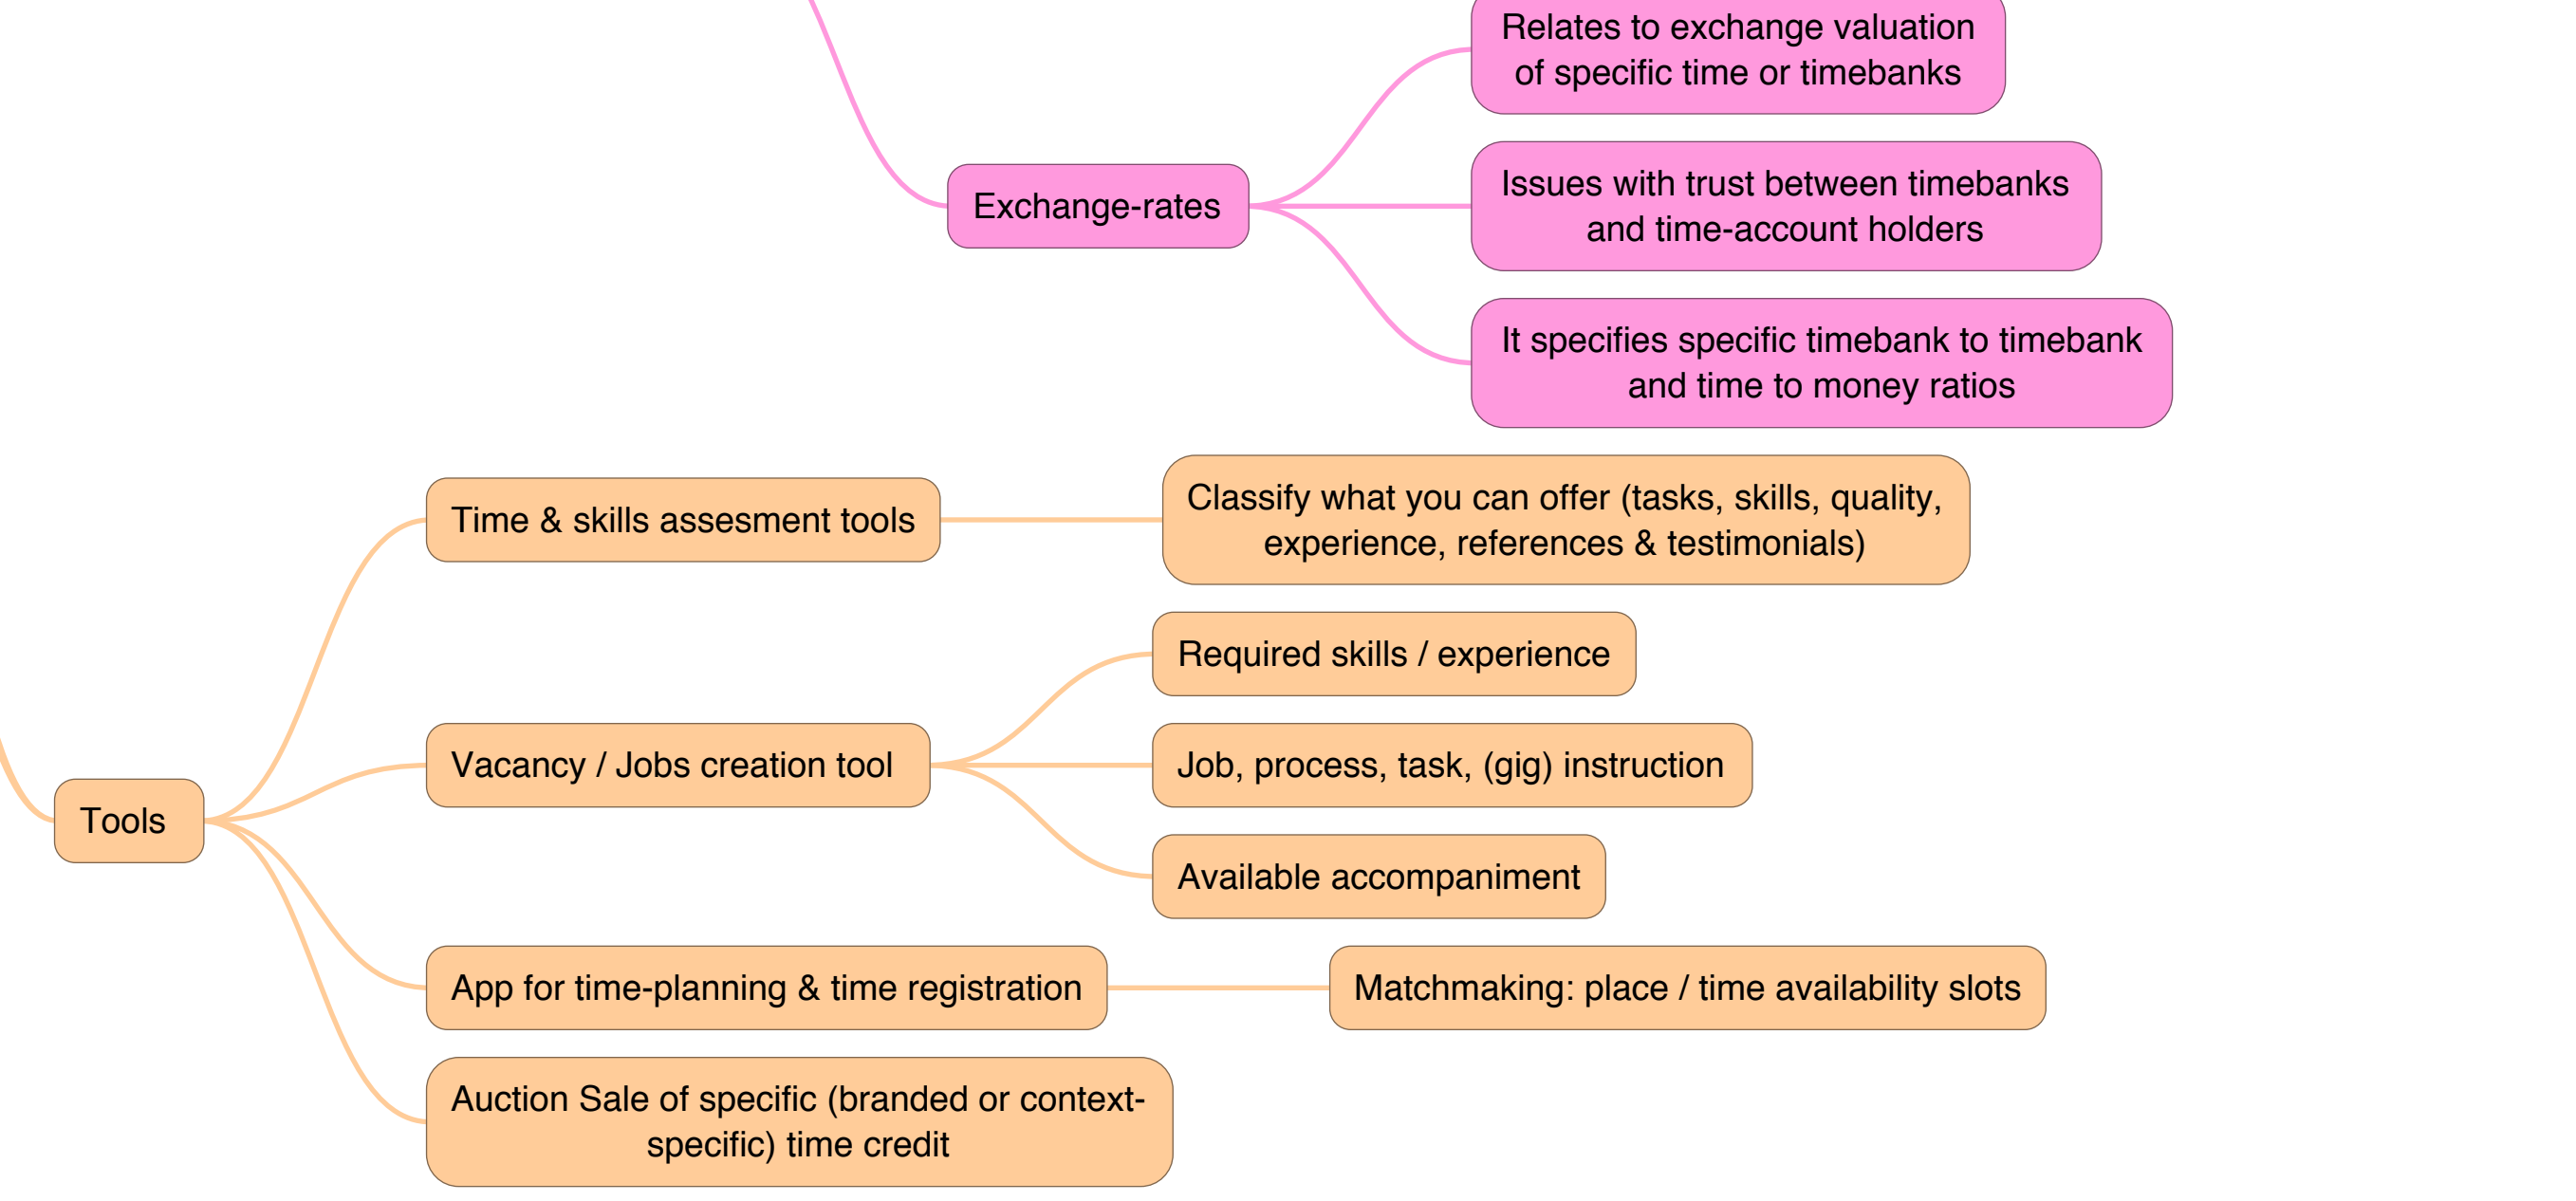 Relates to exchange valuation
of specific time or timebanks
Exchange-rates
Issues with trust between timebanks
and time-account holders
It specifies specific timebank to timebank
and time to money ratios
Time & skills assesment tools
Classify what you can offer (tasks, skills, quality,
experience, references & testimonials)
Tools
Vacancy / Jobs creation tool
Required skills / experience
Job, process, task, (gig) instruction
Available accompaniment
App for time-planning & time registration
Matchmaking: place / time availability slots
Auction Sale of specific (branded or context-
specific) time credit